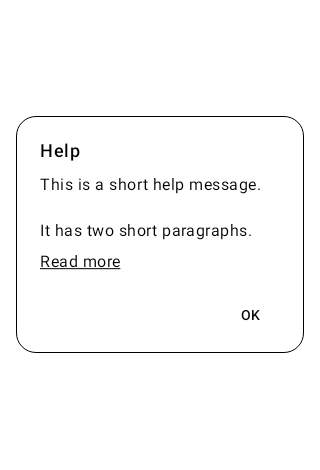 Help
This is a short help message.
It has two short paragraphs.
Read more
OK